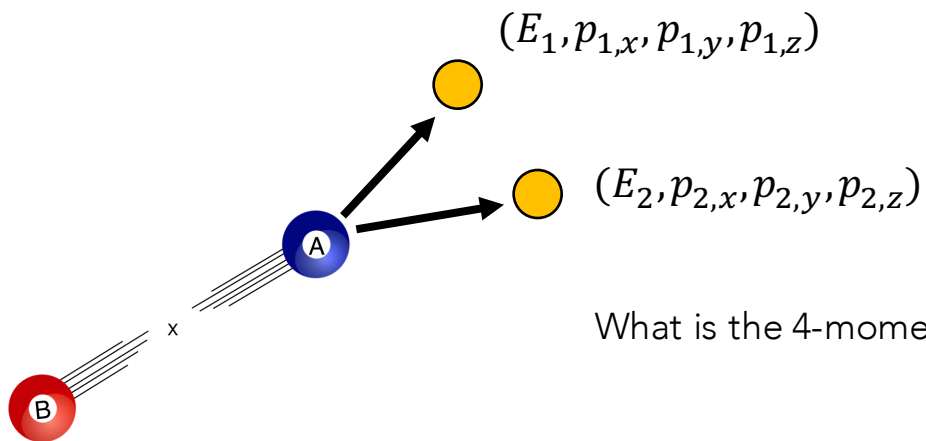 (E₁, p₁,ₓ, p₁,ᵧ, p₁,z)
(E₂, p₂,ₓ, p₂,ᵧ, p₂,z)
A
x
What is the 4-mome
B